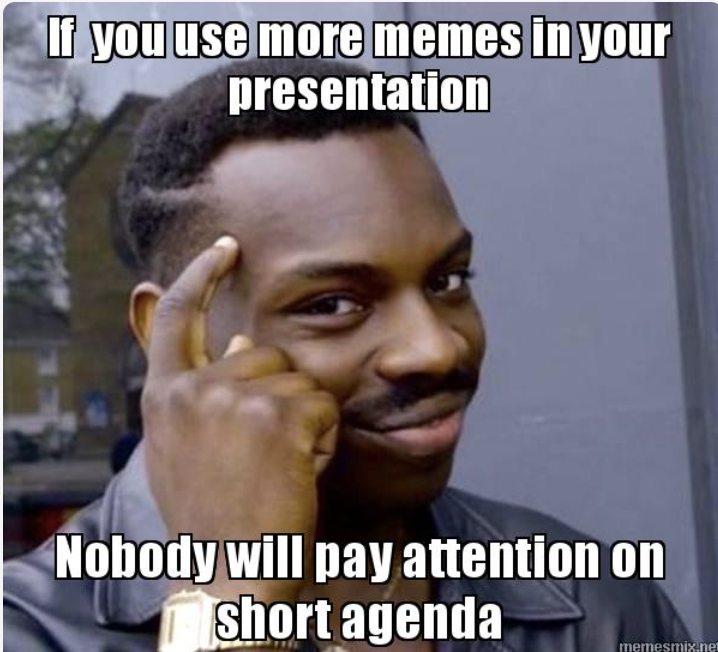 If you use more memes in your
presentation
Nobody will pay attention on
short agenda
memesmix.net